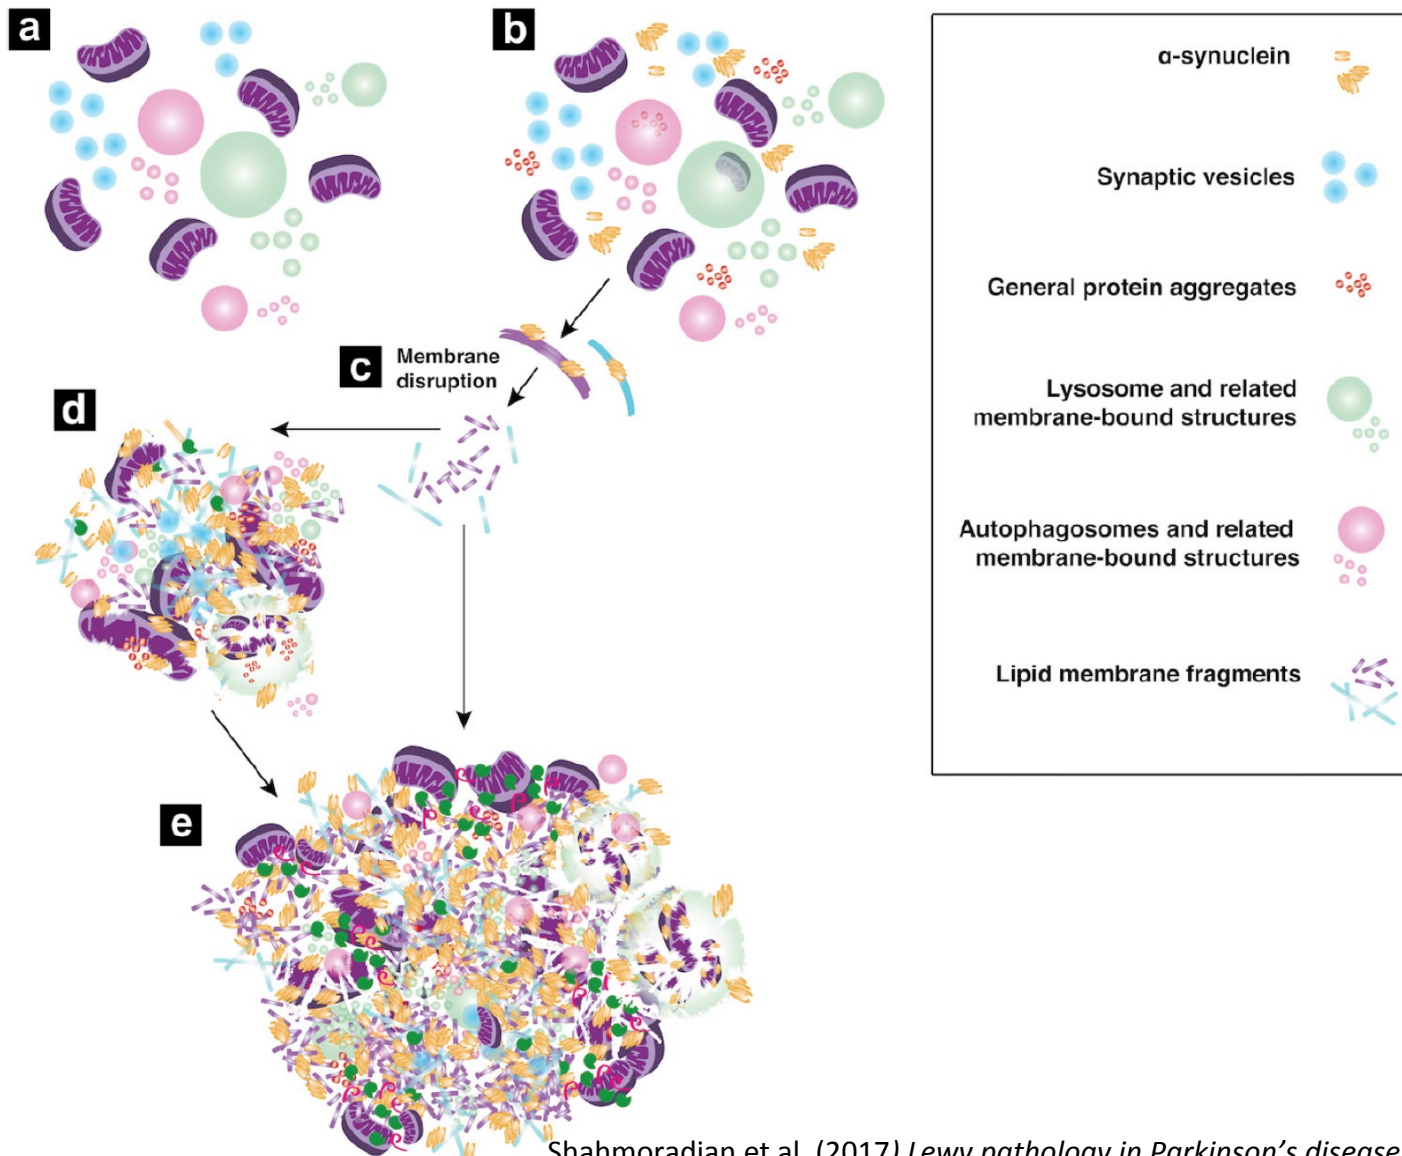 a
b
α-synuclein
Synaptic vesicles
General protein aggregates
c
Membrane
disruption
d
Lysosome and related
membrane-bound structures
Autophagosomes and related
membrane-bound structures
Lipid membrane fragments
e
Shahmoradian et al. (2017) Lewy pathology in Parkinson’s disease